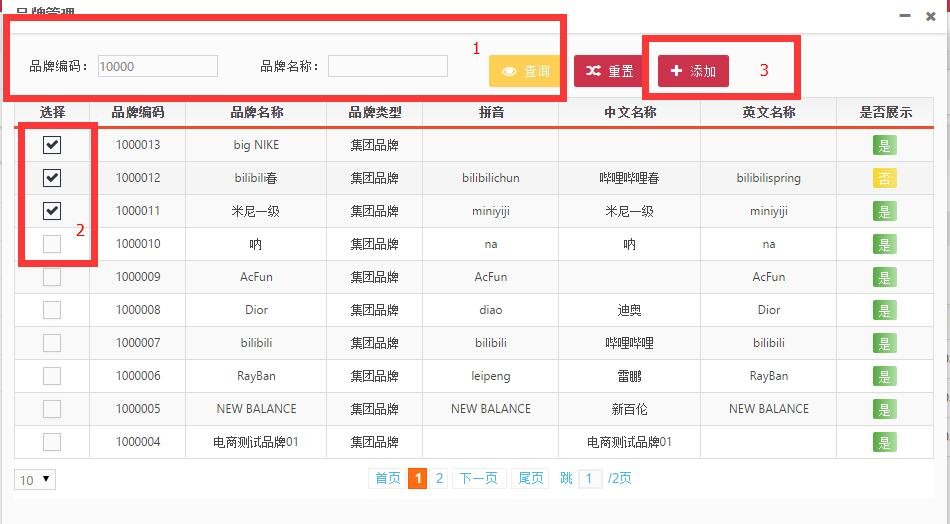 品牌管理
品牌编码： 10000 品牌名称： 1 查询 重置 添加 3
选择 品牌编码 品牌名称 品牌类型 拼音 中文名称 英文名称 是否展示
1000013 big NIKE 集团品牌 是
1000012 bilibili春 集团品牌 bilibilichun 哔哩哔哩春 bilibilispring 否
1000011 米尼一级 集团品牌 miniyiji 米尼一级 miniyiji 是
2
1000010 呐 集团品牌 na 呐 na 是
1000009 AcFun 集团品牌 AcFun AcFun 是
1000008 Dior 集团品牌 diao 迪奥 Dior 是
1000007 bilibili 集团品牌 bilibili 哔哩哔哩 bilibili 是
1000006 RayBan 集团品牌 leipeng 雷鹏 RayBan 是
1000005 NEW BALANCE 集团品牌 NEW BALANCE 新百伦 NEW BALANCE 是
1000004 电商测试品牌01 集团品牌 电商测试品牌01 是
10 首页 1 2 下一页 尾页 跳 1 /2页